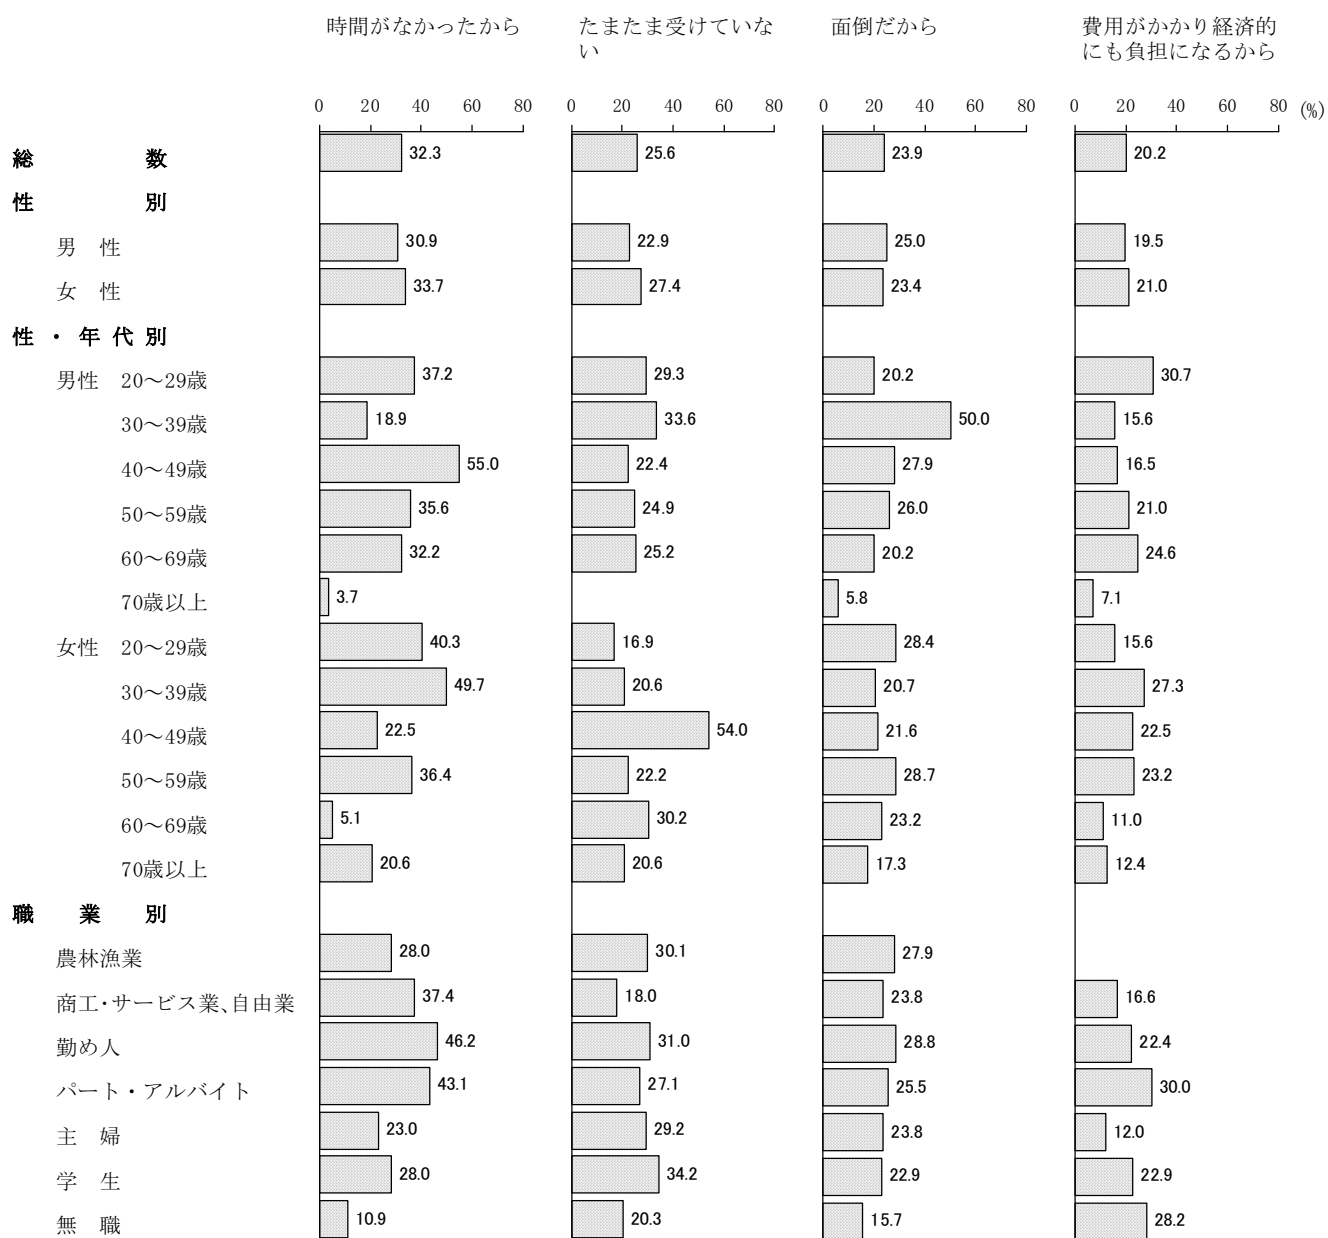 時間がなかったから たまたま受けていな 面倒だから 費用がかかり経済的
い にも負担になるから
0 20 40 60 80 0 20 40 60 80 0 20 40 60 80 0 20 40 60 80 (%)
総 数 32.3 25.6 23.9 20.2
性 別
男 性 30.9 22.9 25.0 19.5
女 性 33.7 27.4 23.4 21.0
性・年代別
男性 20～29歳 37.2 29.3 20.2 30.7
30～39歳 18.9 33.6 50.0 15.6
40～49歳 55.0 22.4 27.9 16.5
50～59歳 35.6 24.9 26.0 21.0
60～69歳 32.2 25.2 20.2 24.6
70歳以上 3.7 5.8 7.1
女性 20～29歳 40.3 16.9 28.4 15.6
30～39歳 49.7 20.6 20.7 27.3
40～49歳 22.5 54.0 21.6 22.5
50～59歳 36.4 22.2 28.7 23.2
60～69歳 5.1 30.2 23.2 11.0
70歳以上 20.6 20.6 17.3 12.4
職 業 別
農林漁業 28.0 30.1 27.9
商工・サービス業、自由業 37.4 18.0 23.8 16.6
勤め人 46.2 31.0 28.8 22.4
パート・アルバイト 43.1 27.1 25.5 30.0
主 婦 23.0 29.2 23.8 12.0
学 生 28.0 34.2 22.9 22.9
無 職 10.9 20.3 15.7 28.2